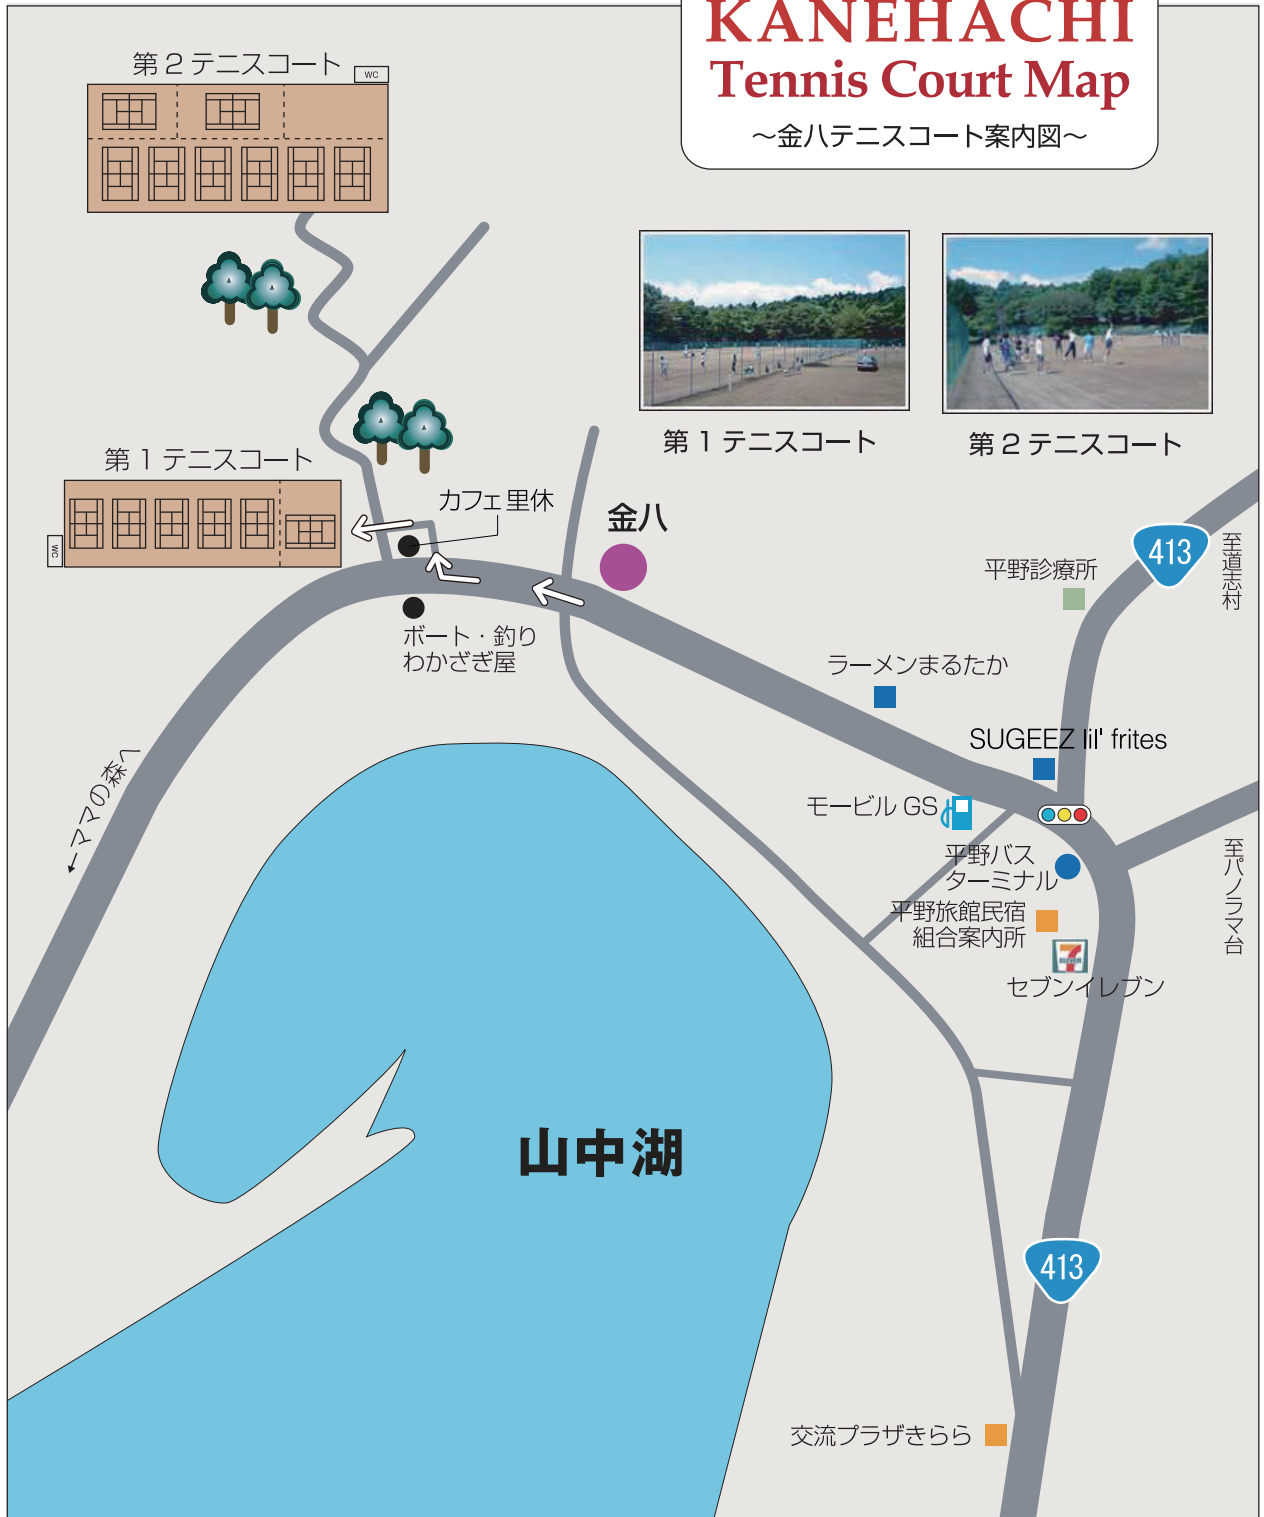 KANEHACHI
Tennis Court Map
〜金八テニスコート案内図〜
第2テニスコート
WC
第1テニスコート
第2テニスコート
第1テニスコート
WC
カフェ里休
金八
413
至道志村
平野診療所
ボート・釣り
わかざぎ屋
ラーメンまるたか
SUGEEZ lil' frites
←ママの森へ
モービル GS
平野バス
ターミナル
至パノラマ台
平野旅館民宿
組合案内所
7
ELEVEN
セブンイレブン
山中湖
413
交流プラザきらら